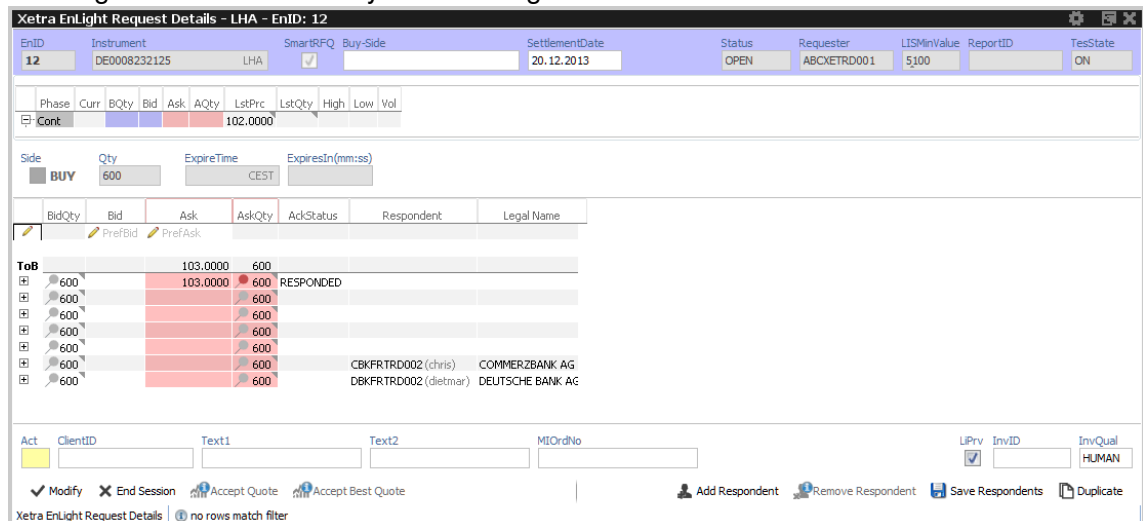 Xetra EnLight Request Details - LHA - EnID: 12
EnID Instrument SmartRFQ Buy-Side SettlementDate Status Requester LISMinValue ReportID TesState
12 DE0008232125 LHA 20.12.2013 OPEN ABCXETRD001 5,100 ON
Phase Curr BQty Bid Ask AQty LstPrc LstQty High Low Vol
Cont 102.0000
Side Qty ExpireTime ExpiresIn(mm:ss)
BUY 600 CEST
BidQty Bid Ask AskQty AckStatus Respondent Legal Name
PrefBid PrefAsk
ToB 103.0000 600
600 103.0000 600 RESPONDED
600 600
600 600
600 600
600 600
600 600 CBKFRTRD002 (chris) COMMERZBANK AG
600 600 DBKFRTRD002 (dietmar) DEUTSCHE BANK AG
Act ClientID Text1 Text2 MIOrdNo LiPrv InvID InvQual
HUMAN
Modify End Session Accept Quote Accept Best Quote Add Respondent Remove Respondent Save Respondents Duplicate
Xetra EnLight Request Details no rows match filter